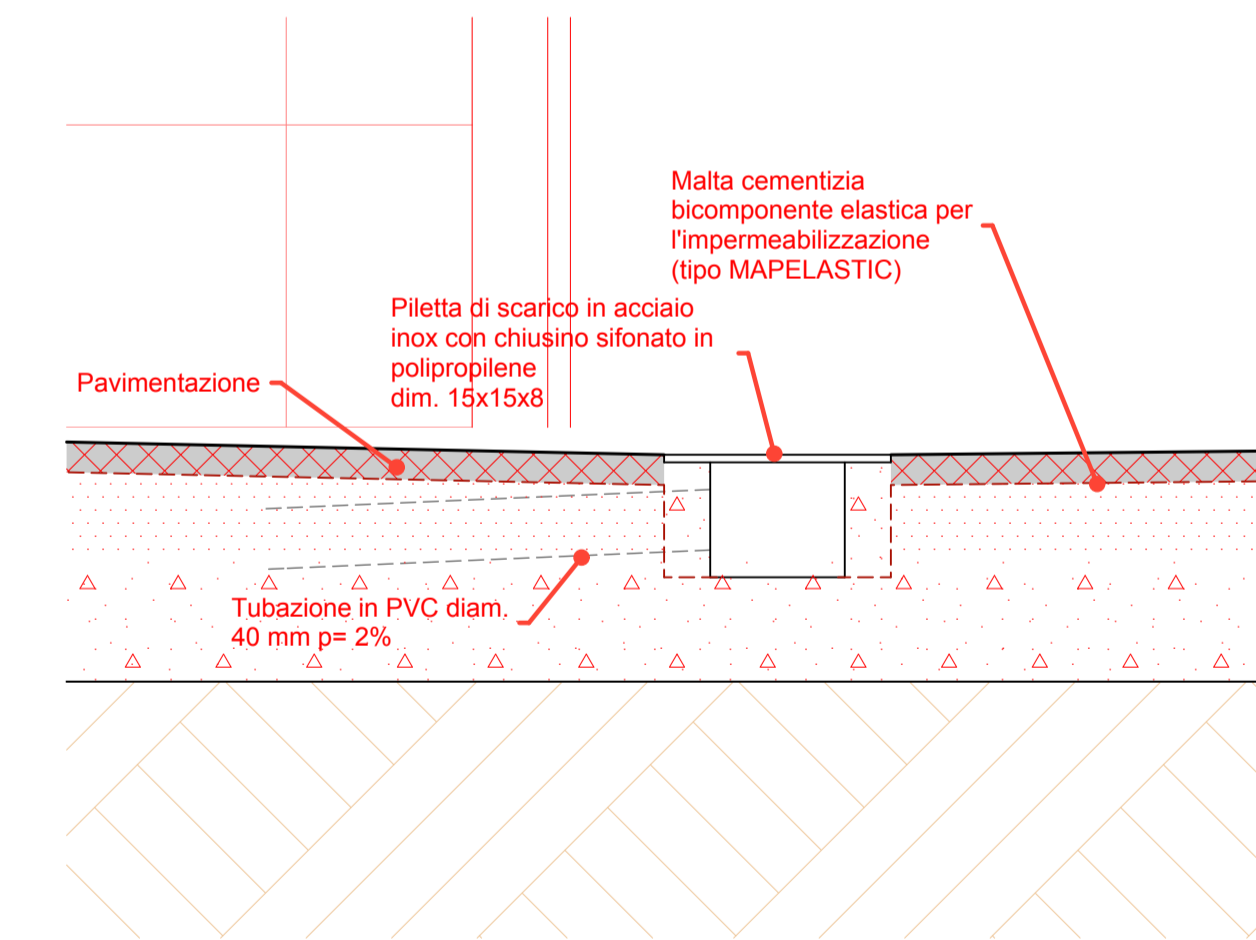 Malta cementizia
bicomponente elastica per
l'impermeabilizzazione
(tipo MAPELASTIC)
Piletta di scarico in acciaio
inox con chiusino sifonato in
polipropilene
dim. 15x15x8
Pavimentazione
Tubazione in PVC diam.
40 mm p= 2%